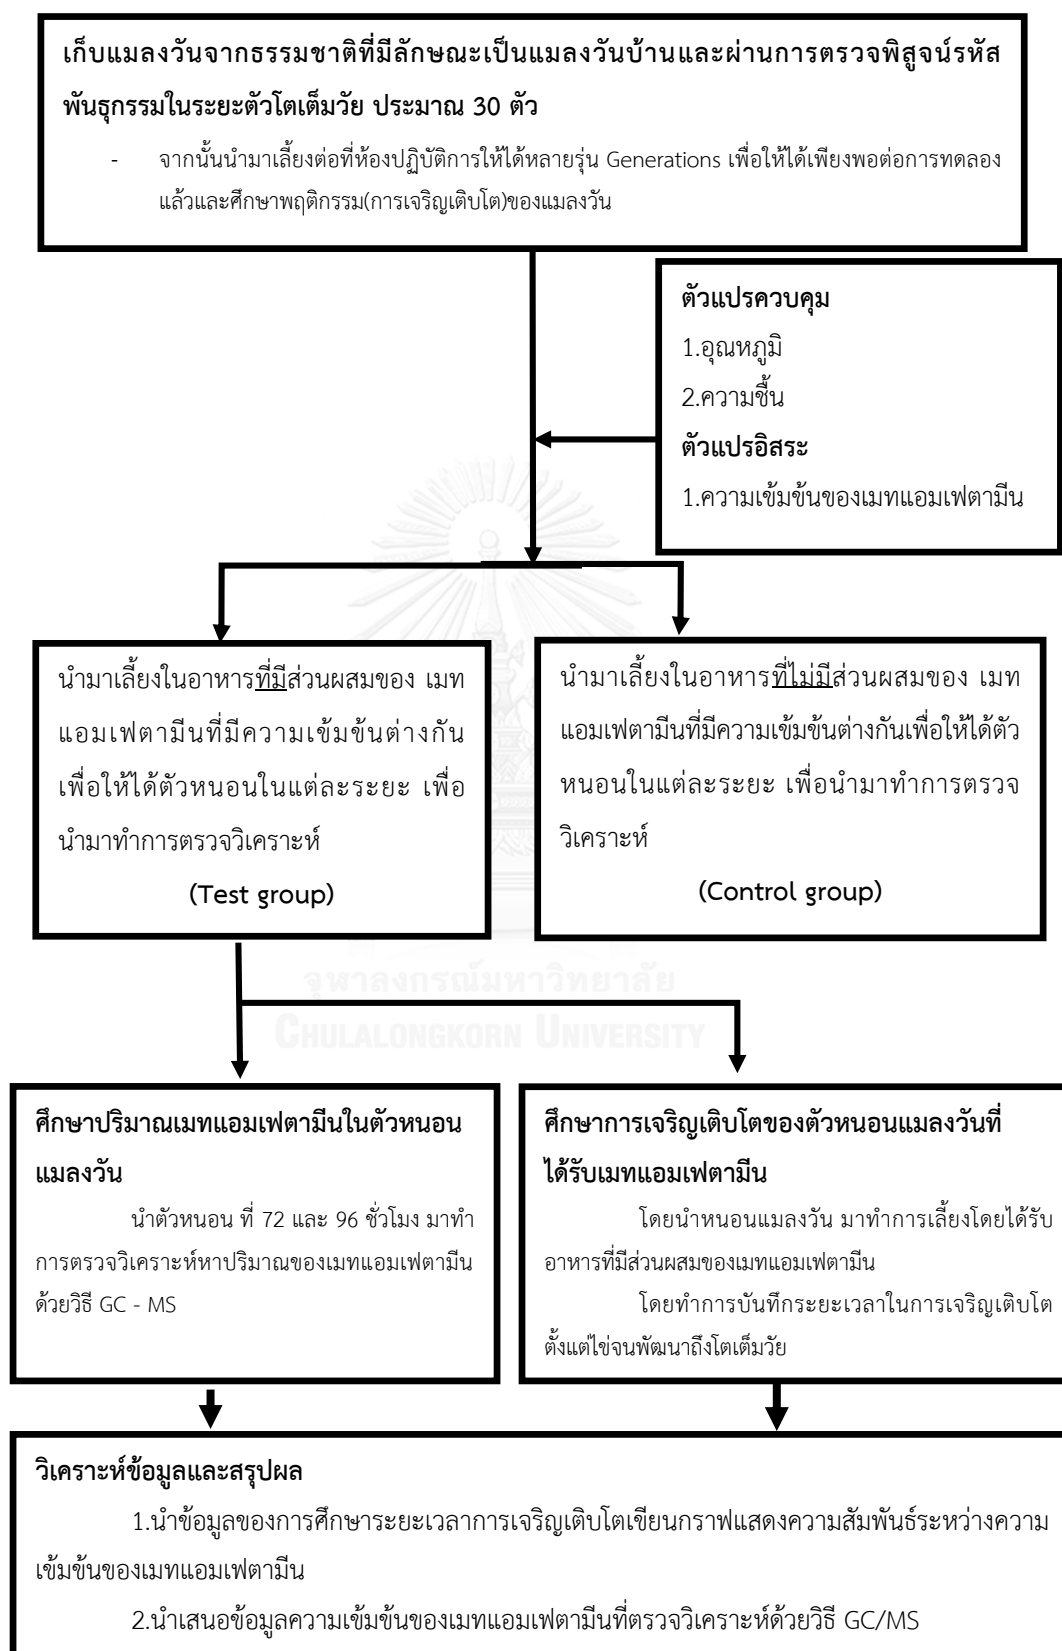 เก็บแมลงวันจากธรรมชาติที่มีลักษณะเป็นแมลงวันบ้านและผ่านการตรวจพิสูจน์รหัส
พันธุกรรมในระยะตัวโตเต็มวัย ประมาณ 30 ตัว
- จากนั้นนำมาเลี้ยงต่อที่ห้องปฏิบัติการให้ได้หลายรุ่น Generations เพื่อให้ได้เพียงพอต่อการทดลอง
แล้วและศึกษาพฤติกรรม(การเจริญเติบโต)ของแมลงวัน
ตัวแปรควบคุม
1.อุณหภูมิ
2.ความชื้น
ตัวแปรอิสระ
1.ความเข้มข้นของเมทแอมเฟตามีน
นำมาเลี้ยงในอาหารที่มีส่วนผสมของ เมท
แอมเฟตามีนที่มีความเข้มข้นต่างกัน
เพื่อให้ได้ตัวหนอนในแต่ละระยะ เพื่อ
นำมาทำการตรวจวิเคราะห์
(Test group)
นำมาเลี้ยงในอาหารที่ไม่มีส่วนผสมของ เมท
แอมเฟตามีนที่มีความเข้มข้นต่างกันเพื่อให้ได้ตัว
หนอนในแต่ละระยะ เพื่อนำมาทำการตรวจ
วิเคราะห์
(Control group)
จุฬาลงกรณ์มหาวิทยาลัย
CHULALONGKORN UNIVERSITY
ศึกษาปริมาณเมทแอมเฟตามีนในตัวหนอน
แมลงวัน
นำตัวหนอน ที่ 72 และ 96 ชั่วโมง มาทำ
การตรวจวิเคราะห์หาปริมาณของเมทแอมเฟตามีน
ด้วยวิธี GC - MS
ศึกษาการเจริญเติบโตของตัวหนอนแมลงวันที่
ได้รับเมทแอมเฟตามีน
โดยนำหนอนแมลงวัน มาทำการเลี้ยงโดยได้รับ
อาหารที่มีส่วนผสมของเมทแอมเฟตามีน
โดยทำการบันทึกระยะเวลาในการเจริญเติบโต
ตั้งแต่ไข่จนพัฒนาถึงโตเต็มวัย
วิเคราะห์ข้อมูลและสรุปผล
1.นำข้อมูลของการศึกษาระยะเวลาการเจริญเติบโตเขียนกราฟแสดงความสัมพันธ์ระหว่างความ
เข้มข้นของเมทแอมเฟตามีน
2.นำเสนอข้อมูลความเข้มข้นของเมทแอมเฟตามีนที่ตรวจวิเคราะห์ด้วยวิธี GC/MS